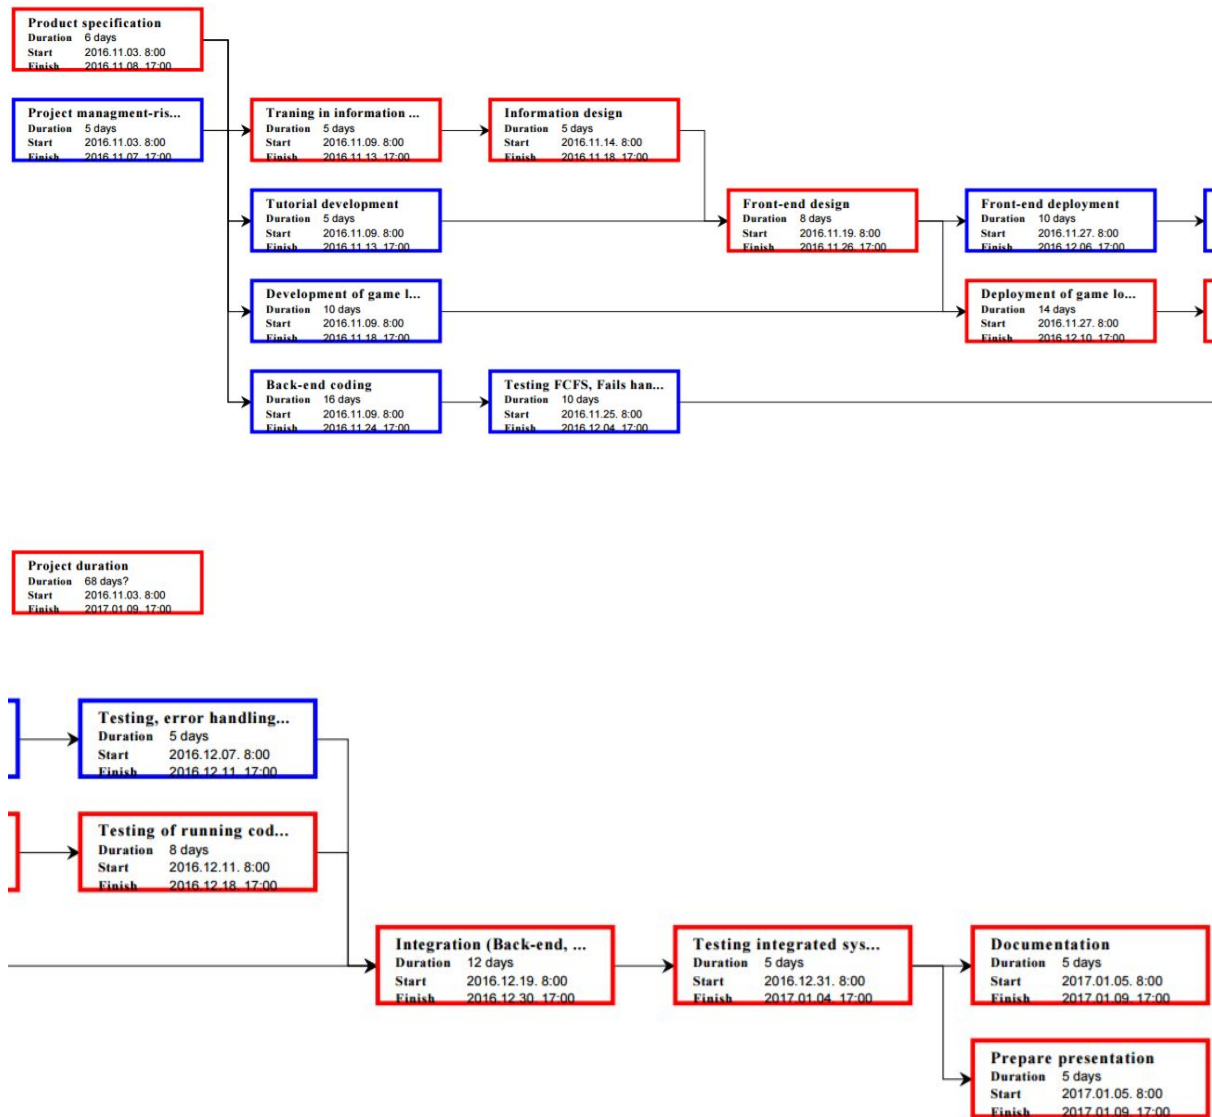 Product specification
Duration 6 days
Start 2016.11.03. 8:00
Finish 2016.11.08. 17:00
Project managment-ris...
Duration 5 days
Start 2016.11.03. 8:00
Finish 2016.11.07. 17:00
Traning in information ...
Duration 5 days
Start 2016.11.09. 8:00
Finish 2016.11.13. 17:00
Information design
Duration 5 days
Start 2016.11.14. 8:00
Finish 2016.11.18. 17:00
Tutorial development
Duration 5 days
Start 2016.11.09. 8:00
Finish 2016.11.13. 17:00
Front-end design
Duration 8 days
Start 2016.11.19. 8:00
Finish 2016.11.26. 17:00
Front-end deployment
Duration 10 days
Start 2016.11.27. 8:00
Finish 2016.12.06. 17:00
Development of game l...
Duration 10 days
Start 2016.11.09. 8:00
Finish 2016.11.18. 17:00
Deployment of game lo...
Duration 14 days
Start 2016.11.27. 8:00
Finish 2016.12.10. 17:00
Back-end coding
Duration 16 days
Start 2016.11.09. 8:00
Finish 2016.11.24. 17:00
Testing FCFS, Fails han...
Duration 10 days
Start 2016.11.25. 8:00
Finish 2016.12.04. 17:00
Project duration
Duration 68 days?
Start 2016.11.03. 8:00
Finish 2017.01.09. 17:00
Testing, error handling...
Duration 5 days
Start 2016.12.07. 8:00
Finish 2016.12.11. 17:00
Testing of running cod...
Duration 8 days
Start 2016.12.11. 8:00
Finish 2016.12.18. 17:00
Integration (Back-end, ...
Duration 12 days
Start 2016.12.19. 8:00
Finish 2016.12.30. 17:00
Testing integrated sys...
Duration 5 days
Start 2016.12.31. 8:00
Finish 2017.01.04. 17:00
Documentation
Duration 5 days
Start 2017.01.05. 8:00
Finish 2017.01.09. 17:00
Prepare presentation
Duration 5 days
Start 2017.01.05. 8:00
Finish 2017.01.09. 17:00